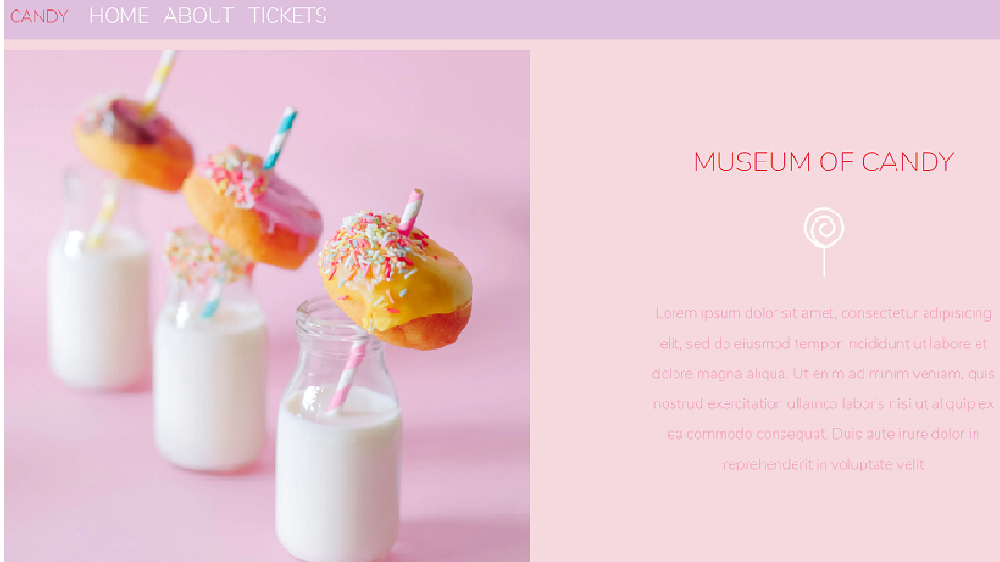 CANDY HOME ABOUT TICKETS
MUSEUM OF CANDY
Lorem ipsum dolor sit amet, consectetur adipisicing
elit, sed do eiusmod tempor incididunt ut labore et
dolore magna aliqua. Ut enim ad minim veniam, quis
nostrud exercitation ullamco laboris nisi ut aliquip ex
ea commodo consequat. Duis aute irure dolor in
reprehenderit in voluptate velit